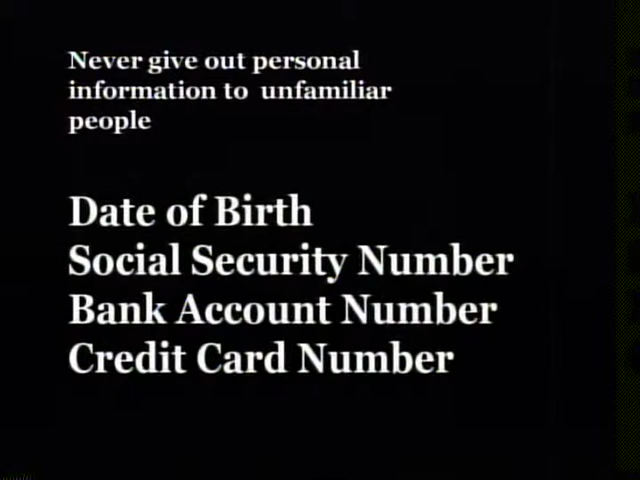 Never give out personal
information to unfamiliar
people
Date of Birth
Social Security Number
Bank Account Number
Credit Card Number